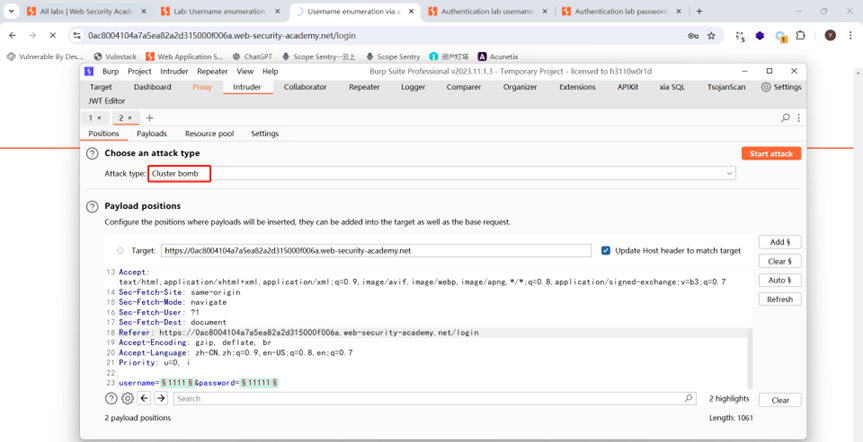 All labs | Web Security Acade
Lab: Username enumeration
Username enumeration via a
Authentication lab username
Authentication lab password
0ac8004104a7a5ea82a2d315000f006a.web-security-academy.net/login
Vulnerable By Des...
Vulnstack
Web Application S...
ChatGPT
Scope Sentry--云上
Scope Sentry
资产灯塔
Acunetix
Burp Project Intruder Repeater View Help
Burp Suite Professional v2023.11.1.3 - Temporary Project - licensed to h3110w0r1d
Target Dashboard Proxy Intruder Collaborator Repeater Logger Comparer Organizer Extensions APIKit xia SQL TsojanScan Settings
JWT Editor
1 × 2 × +
Positions Payloads Resource pool Settings
Choose an attack type
Start attack
Attack type: Cluster bomb
Payload positions
Configure the positions where payloads will be inserted, they can be added into the target as well as the base request.
Target: https://0ac8004104a7a5ea82a2d315000f006a.web-security-academy.net
Update Host header to match target
Add §
Clear §
Auto §
Refresh
13 Accept:
text/html,application/xhtml+xml,application/xml;q=0.9,image/avif,image/webp,image/apng,*/*;q=0.8,application/signed-exchange;v=b3;q=0.7
14 Sec-Fetch-Site: same-origin
15 Sec-Fetch-Mode: navigate
16 Sec-Fetch-User: ?1
17 Sec-Fetch-Dest: document
18 Referer: https://0ac8004104a7a5ea82a2d315000f006a.web-security-academy.net/login
19 Accept-Encoding: gzip, deflate, br
20 Accept-Language: zh-CN,zh;q=0.9,en-US;q=0.8,en;q=0.7
21 Priority: u=0, i
22
23 username=§1111§&password=§11111§
Search
2 highlights
Clear
2 payload positions
Length: 1061